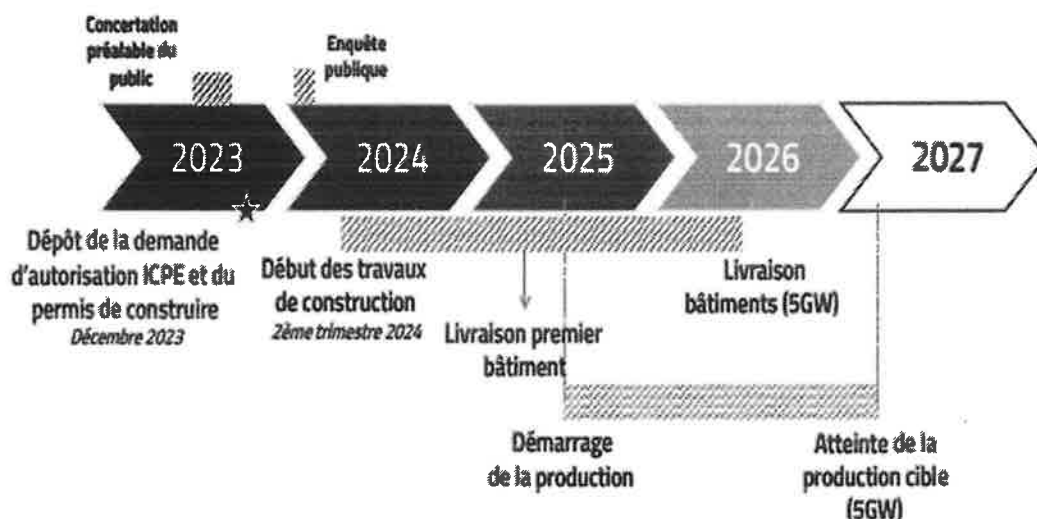 Concertation
préalable du
public
Enquête
publique
2023
2024
2025
2026
2027
Dépôt de la demande
d'autorisation ICPE et du
permis de construire
Décembre 2023
Début des travaux
de construction
2ème trimestre 2024
Livraison premier
bâtiment
Livraison
bâtiments (5GW)
Démarrage
de la production
Atteinte de la
production cible
(5GW)